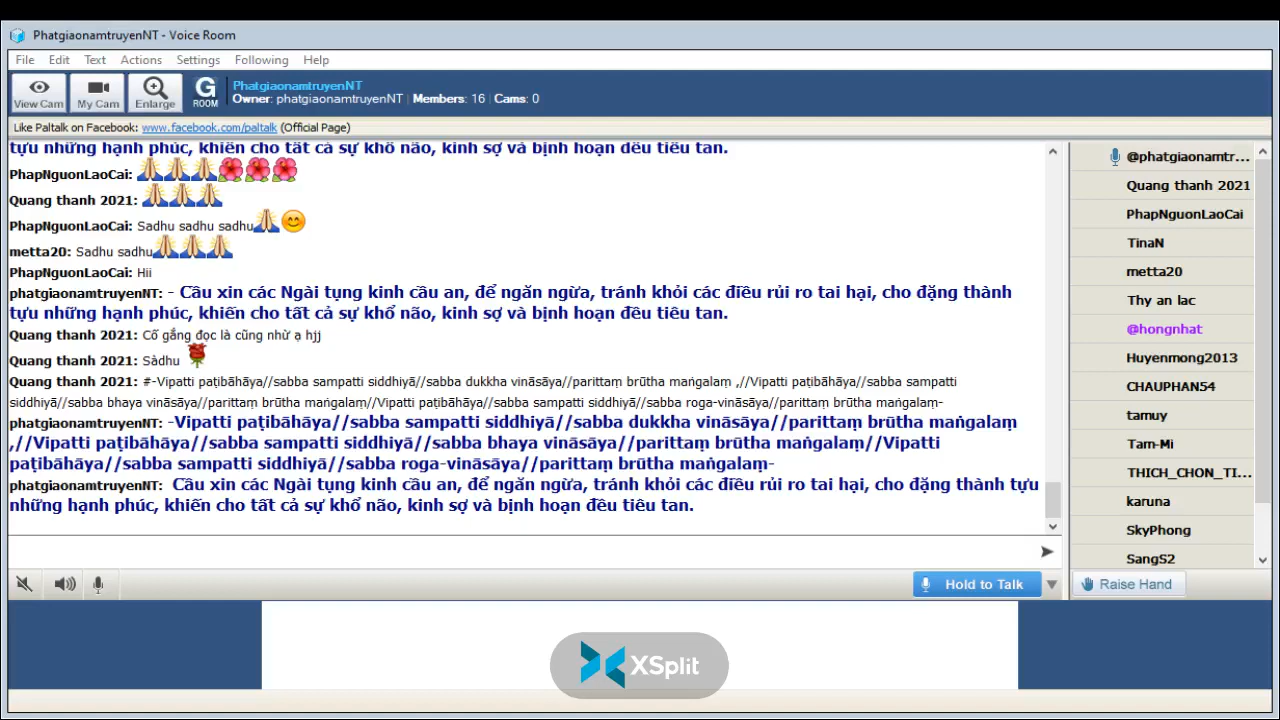 PhatgiaonamtruyenNT - Voice Room
File Edit Text Actions Settings Following Help
View Cam My Cam Enlarge G ROOM
PhatgiaonamtruyenNT
Owner: phatgiaonamtruyenNT | Members: 16 | Cams: 0
Like Paltalk on Facebook: www.facebook.com/paltalk (Official Page)
tựu những hạnh phúc, khiến cho tất cả sự khổ não, kinh sợ và bịnh hoạn đều tiêu tan.
PhapNguonLaoCai:
Quang thanh 2021:
PhapNguonLaoCai: Sadhu sadhu sadhu
metta20: Sadhu sadhu
PhapNguonLaoCai: Hii
phatgiaonamtruyenNT: - Cầu xin các Ngài tụng kinh cầu an, để ngăn ngừa, tránh khỏi các điều rủi ro tai hại, cho đặng thành
tựu những hạnh phúc, khiến cho tất cả sự khổ não, kinh sợ và bịnh hoạn đều tiêu tan.
Quang thanh 2021: Cố gắng đọc là cũng nhừ ạ hjj
Quang thanh 2021: Sàdhu
Quang thanh 2021: #-Vipatti paṭibāhāya//sabba sampatti siddhiyā//sabba dukkha vināsāya//parittaṃ brūtha maṅgalaṃ ,//Vipatti paṭibāhāya//sabba sampatti
siddhiyā//sabba bhaya vināsāya//parittaṃ brūtha maṅgalaṃ//Vipatti paṭibāhāya//sabba sampatti siddhiyā//sabba roga-vināsāya//parittaṃ brūtha maṅgalaṃ-
phatgiaonamtruyenNT: -Vipatti paṭibāhāya//sabba sampatti siddhiyā//sabba dukkha vināsāya//parittaṃ brūtha maṅgalaṃ
,//Vipatti paṭibāhāya//sabba sampatti siddhiyā//sabba bhaya vināsāya//parittaṃ brūtha maṅgalaṃ//Vipatti
paṭibāhāya//sabba sampatti siddhiyā//sabba roga-vināsāya//parittaṃ brūtha maṅgalaṃ-
phatgiaonamtruyenNT: Cầu xin các Ngài tụng kinh cầu an, để ngăn ngừa, tránh khỏi các điều rủi ro tai hại, cho đặng thành tựu
những hạnh phúc, khiến cho tất cả sự khổ não, kinh sợ và bịnh hoạn đều tiêu tan.
@phatgiaonamtr...
Quang thanh 2021
PhapNguonLaoCai
TinaN
metta20
Thy an lac
@hongnhat
Huyenmong2013
CHAUPHAN54
tamuy
Tam-Mi
THICH_CHON_TI...
karuna
SkyPhong
SangS2
Hold to Talk
Raise Hand
XSplit